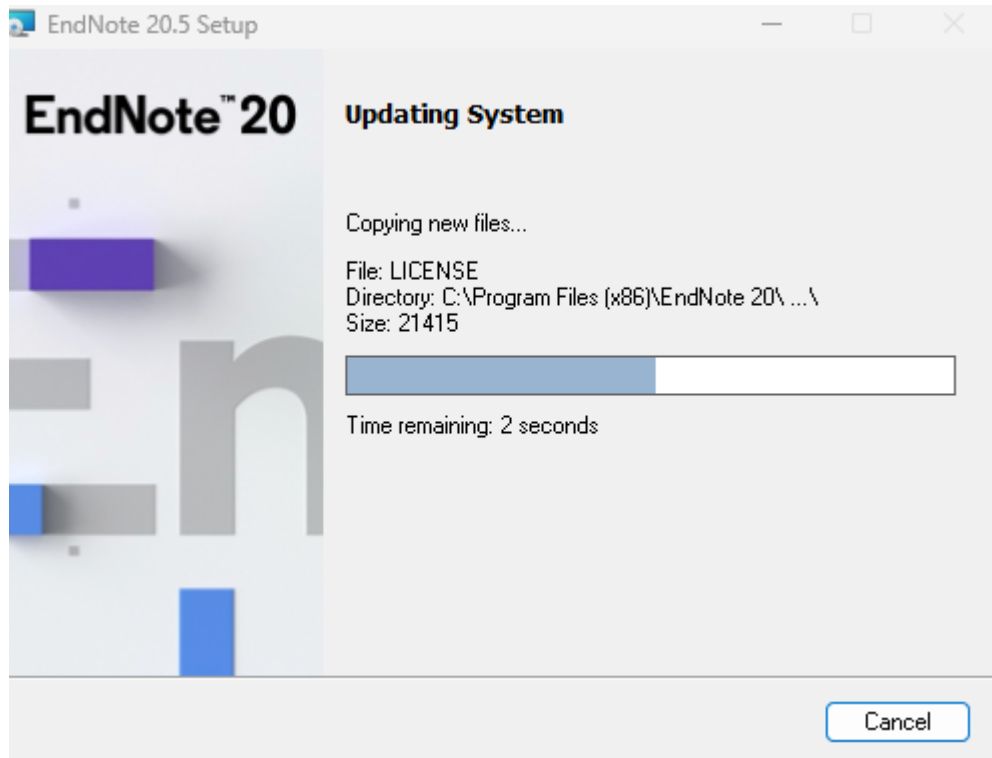 EndNote 20.5 Setup
EndNote™20
Updating System
Copying new files...
File: LICENSE
Directory: C:\Program Files (x86)\EndNote 20\ ...\
Size: 21415
Time remaining: 2 seconds
En
Cancel